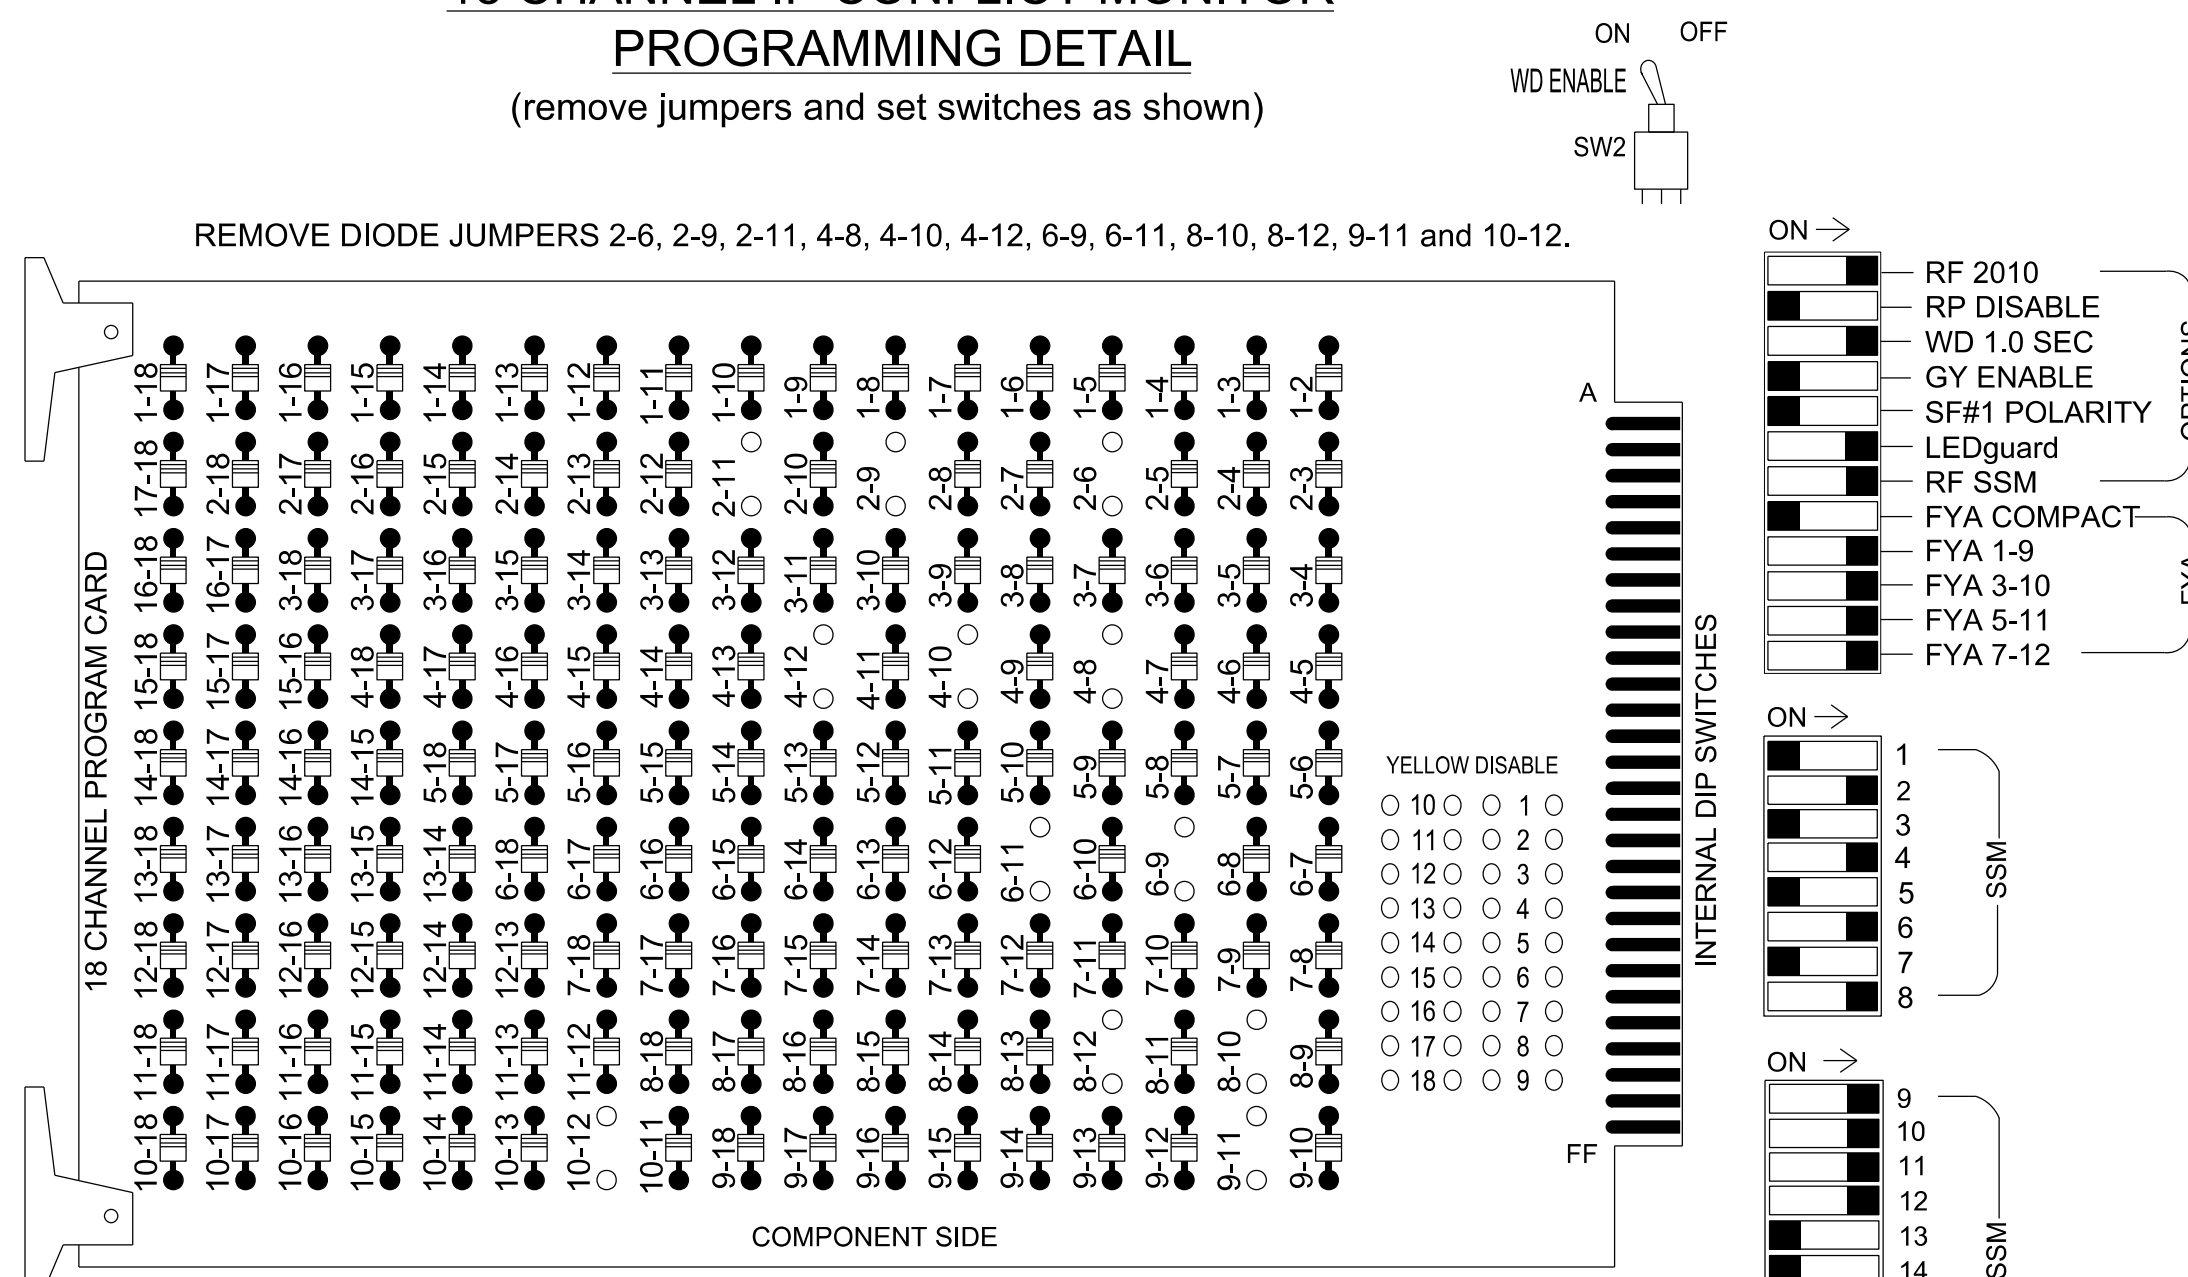 18 CHANNEL IP CONFLICT MONITOR
PROGRAMMING DETAIL
(remove jumpers and set switches as shown)
ON OFF
WD ENABLE
SW2
REMOVE DIODE JUMPERS 2-6, 2-9, 2-11, 4-8, 4-10, 4-12, 6-9, 6-11, 8-10, 8-12, 9-11 and 10-12.
18 CHANNEL PROGRAM CARD
1-18 1-17 1-16 1-15 1-14 1-13 1-12 1-11 1-10 1-9 1-8 1-7 1-6 1-5 1-4 1-3 1-2
17-18 2-18 2-17 2-16 2-15 2-14 2-13 2-12 2-11 2-10 2-9 2-8 2-7 2-6 2-5 2-4 2-3
16-18 16-17 3-18 3-17 3-16 3-15 3-14 3-13 3-12 3-11 3-10 3-9 3-8 3-7 3-6 3-5 3-4
15-18 15-17 15-16 4-18 4-17 4-16 4-15 4-14 4-13 4-12 4-11 4-10 4-9 4-8 4-7 4-6 4-5
14-18 14-17 14-16 14-15 5-18 5-17 5-16 5-15 5-14 5-13 5-12 5-11 5-10 5-9 5-8 5-7 5-6
13-18 13-17 13-16 13-15 13-14 6-18 6-17 6-16 6-15 6-14 6-13 6-12 6-11 6-10 6-9 6-8 6-7
12-18 12-17 12-16 12-15 12-14 12-13 7-18 7-17 7-16 7-15 7-14 7-13 7-12 7-11 7-10 7-9 7-8
11-18 11-17 11-16 11-15 11-14 11-13 11-12 8-18 8-17 8-16 8-15 8-14 8-13 8-12 8-11 8-10 8-9
10-18 10-17 10-16 10-15 10-14 10-13 10-12 10-11 9-18 9-17 9-16 9-15 9-14 9-13 9-12 9-11 9-10
COMPONENT SIDE
YELLOW DISABLE
10 1
11 2
12 3
13 4
14 5
15 6
16 7
17 8
18 9
A
FF
INTERNAL DIP SWITCHES
ON →
RF 2010
RP DISABLE
WD 1.0 SEC
GY ENABLE
SF#1 POLARITY
LEDguard
RF SSM
FYA COMPACT
FYA 1-9
FYA 3-10
FYA 5-11
FYA 7-12
OPTIONS
FYA
ON →
1
2
3
4
5
6
7
8
SSM
ON →
9
10
11
12
13
14
SSM